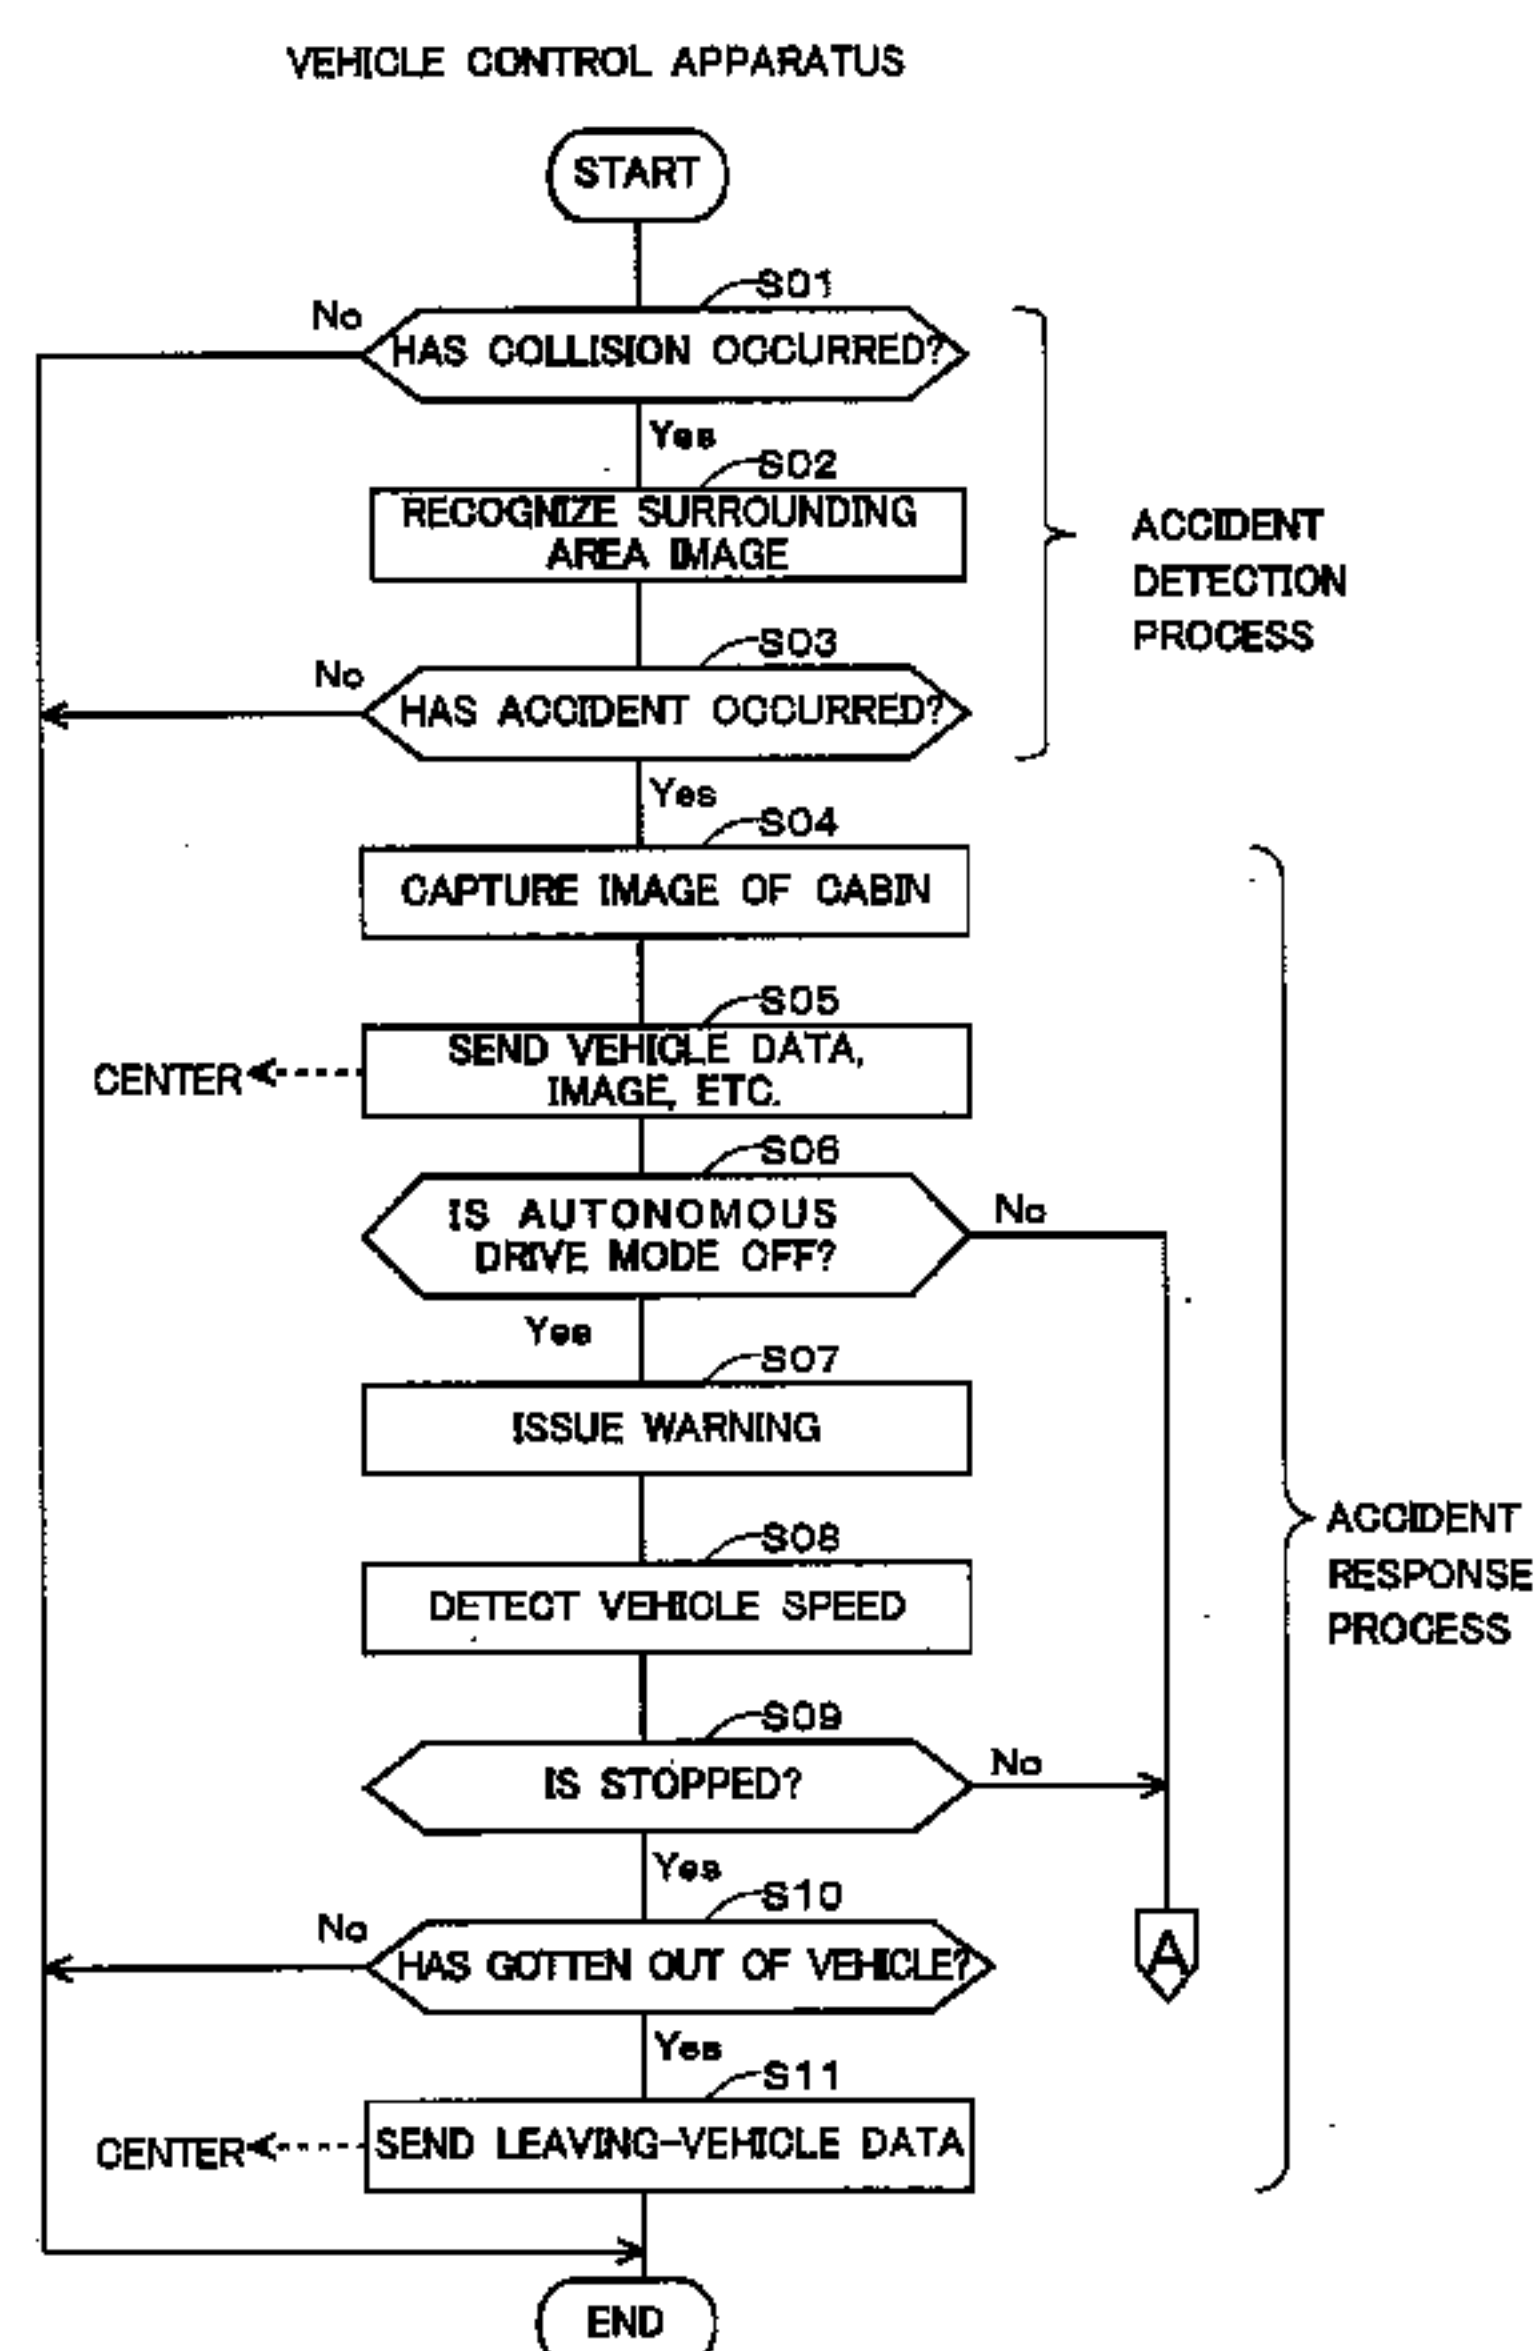 VEHICLE CONTROL APPARATUS
START
S01
No
HAS COLLISION OCCURRED?
Yes
S02
RECOGNIZE SURROUNDING
AREA IMAGE
ACCIDENT
DETECTION
PROCESS
S03
No
HAS ACCIDENT OCCURRED?
Yes
S04
CAPTURE IMAGE OF CABIN
S05
SEND VEHICLE DATA,
IMAGE, ETC.
CENTER
S06
IS AUTONOMOUS
DRIVE MODE OFF?
No
Yes
S07
ISSUE WARNING
S08
DETECT VEHICLE SPEED
ACCIDENT
RESPONSE
PROCESS
S09
IS STOPPED?
No
Yes
S10
No
HAS GOTTEN OUT OF VEHICLE?
A
Yes
S11
CENTER
SEND LEAVING-VEHICLE DATA
END